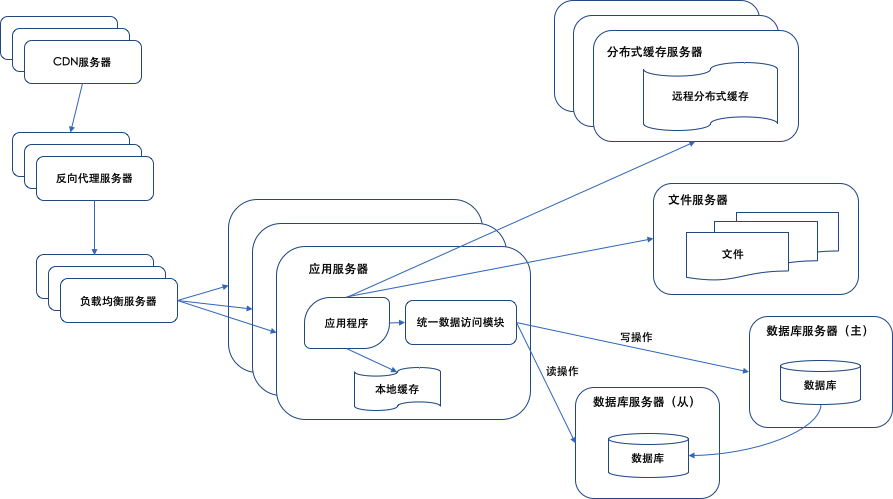 CDN服务器
反向代理服务器
负载均衡服务器
应用服务器
应用程序
统一数据访问模块
本地缓存
分布式缓存服务器
远程分布式缓存
文件服务器
文件
写操作
读操作
数据库服务器（主）
数据库
数据库服务器（从）
数据库